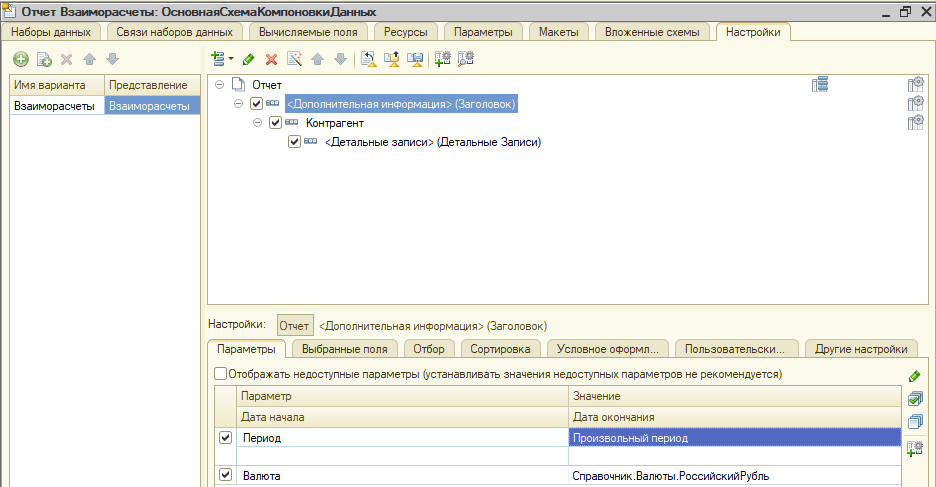 Отчет Взаиморасчеты: ОсновнаяСхемаКомпоновкиДанных
Наборы данных
Связи наборов данных
Вычисляемые поля
Ресурсы
Параметры
Макеты
Вложенные схемы
Настройки
Имя варианта
Представление
Взаиморасчеты
Взаиморасчеты
Отчет
<Дополнительная информация> (Заголовок)
Контрагент
<Детальные записи> (Детальные Записи)
Настройки:
Отчет
<Дополнительная информация> (Заголовок)
Параметры
Выбранные поля
Отбор
Сортировка
Условное оформл...
Пользовательски...
Другие настройки
Отображать недоступные параметры (устанавливать значения недоступных параметров не рекомендуется)
Параметр
Значение
Дата начала
Дата окончания
Период
Произвольный период
Валюта
Справочник.Валюты.РоссийскийРубль